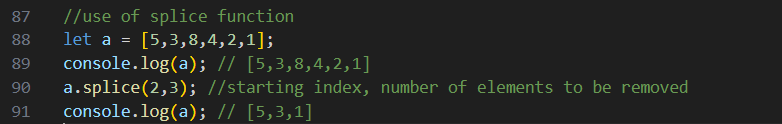 87 //use of splice function
88 let a = [5,3,8,4,2,1];
89 console.log(a); // [5,3,8,4,2,1]
90 a.splice(2,3); //starting index, number of elements to be removed
91 console.log(a); // [5,3,1]